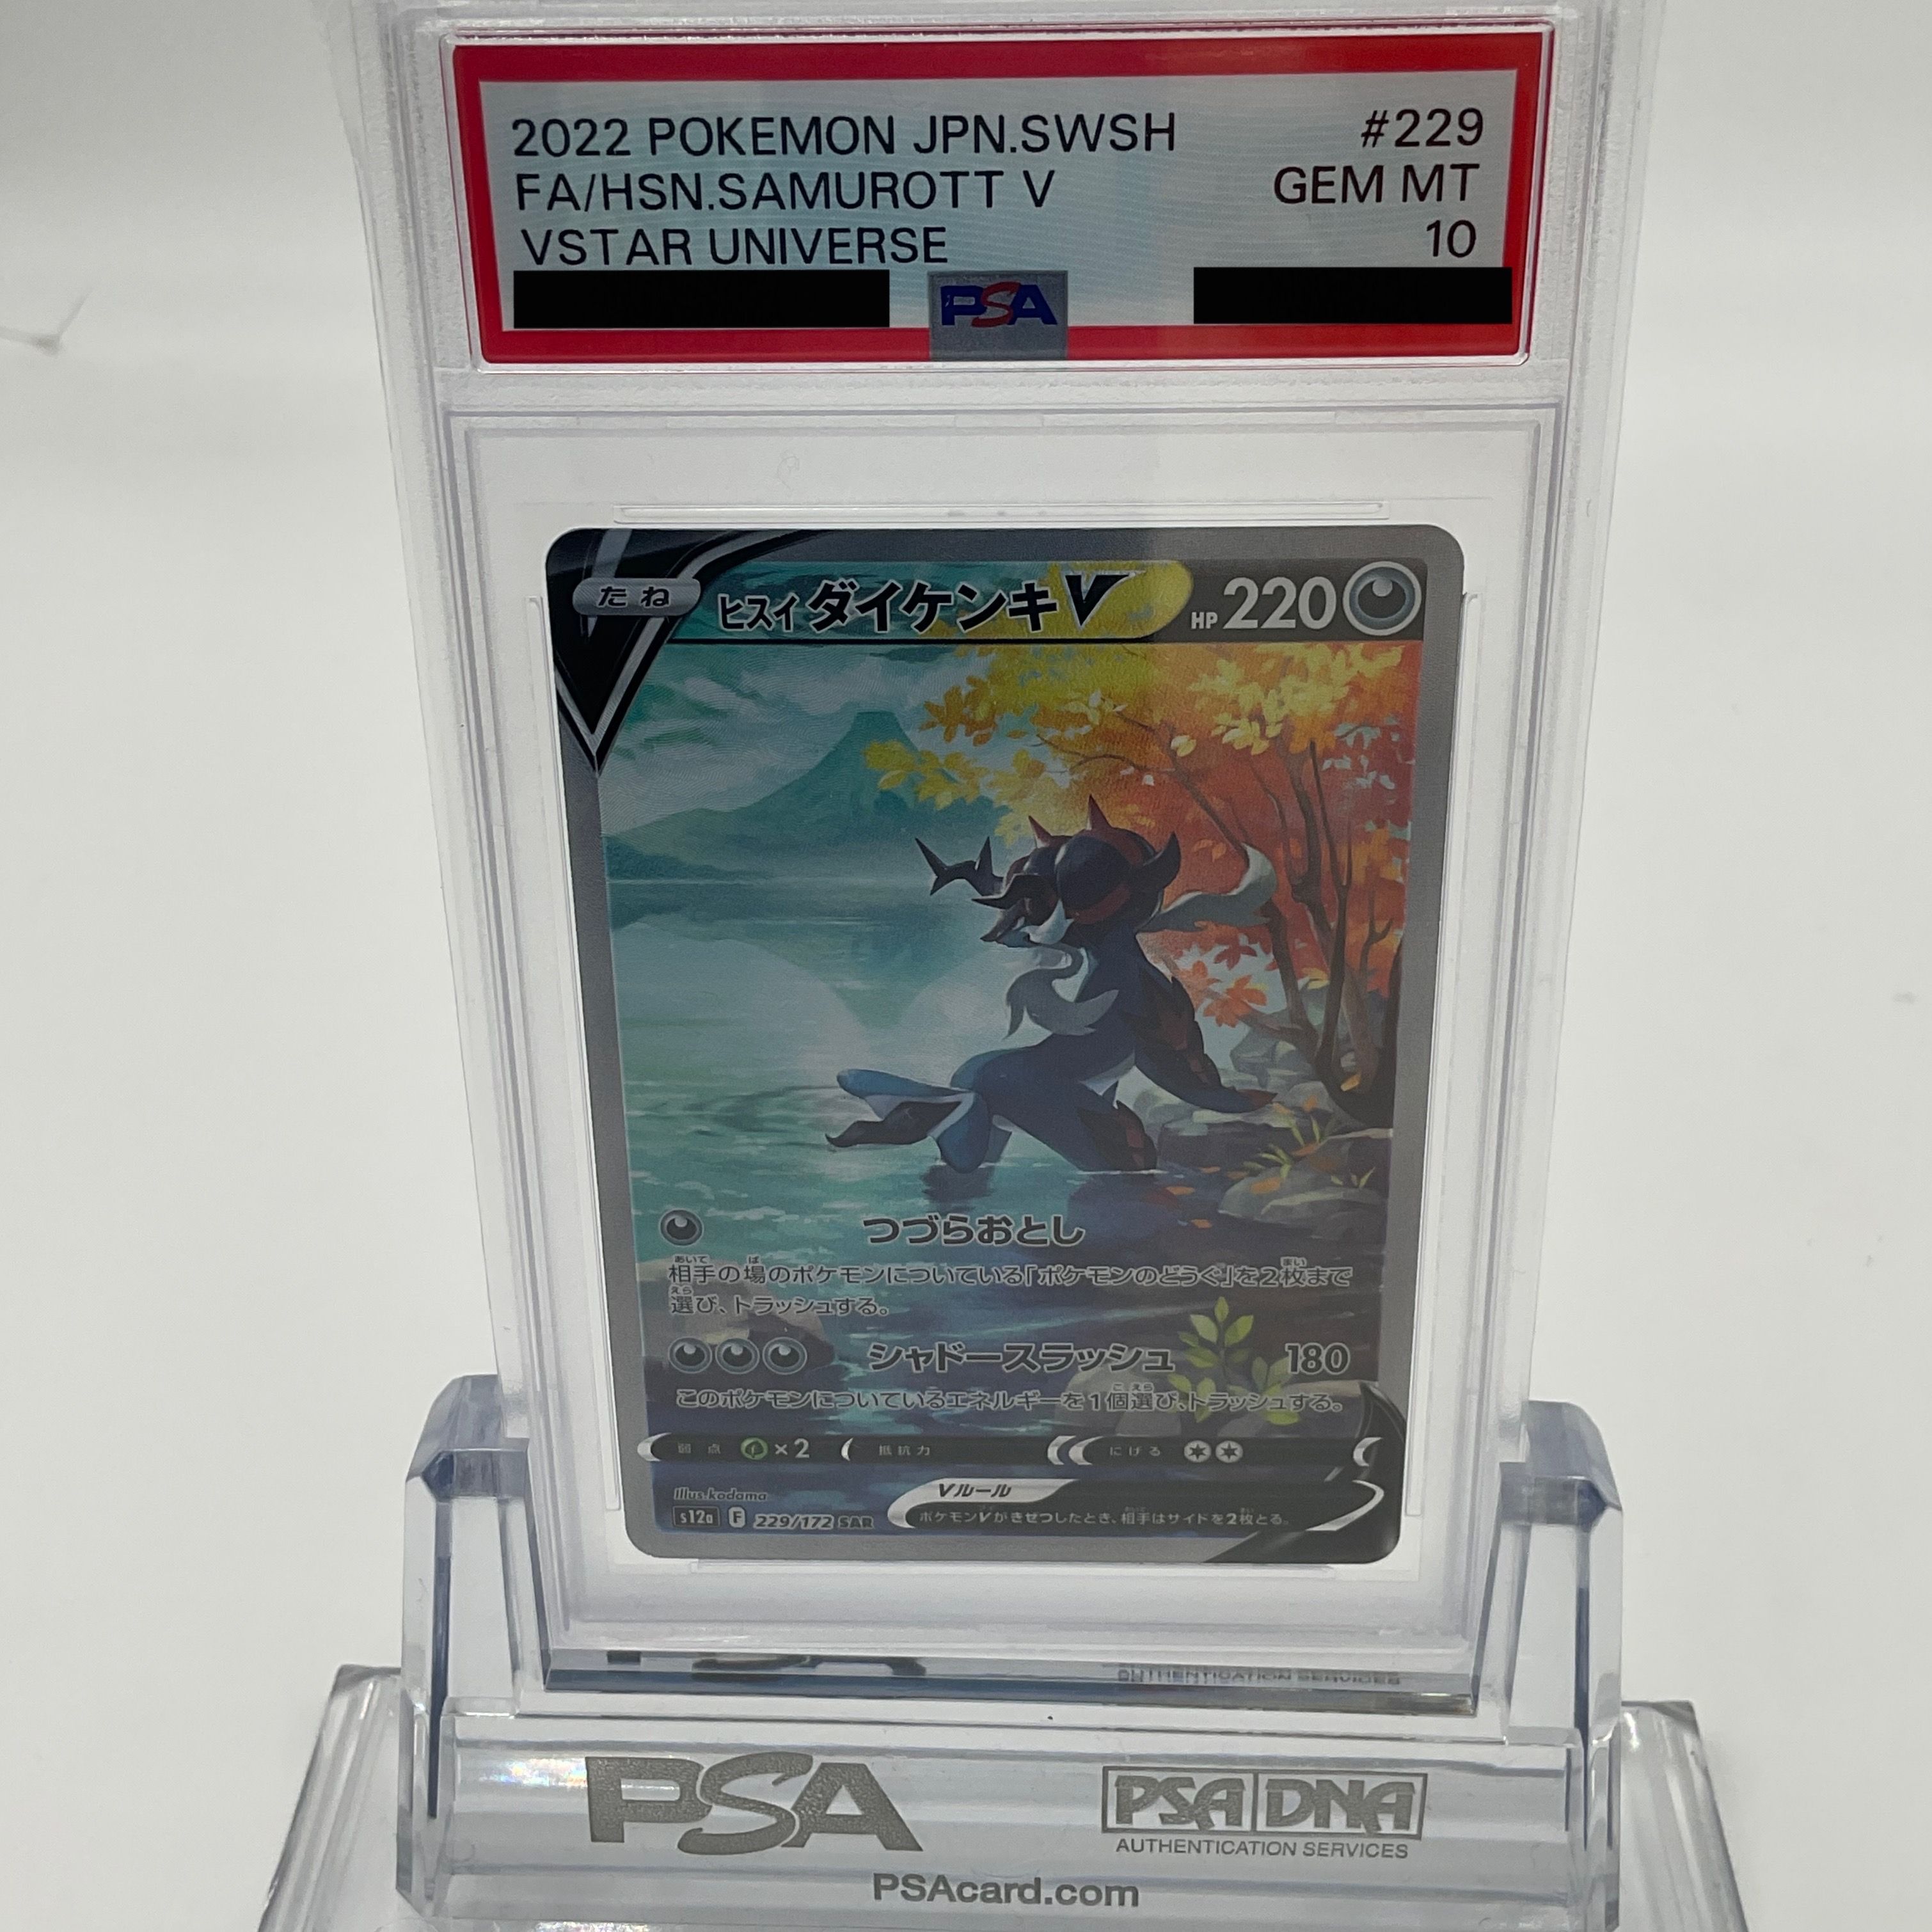 2022 POKEMON JPN.SWSH #229
FA/HSN.SAMUROTT V GEM MT
VSTAR UNIVERSE 10
PSA
たね ヒスイ ダイケンキV HP 220
つづらおとし
相手の場のポケモンについている「ポケモンのどうぐ」を2枚まで
選び、トラッシュする。
シャドースラッシュ 180
このポケモンについているエネルギーを1個選び、トラッシュする。
弱点 ×2 抵抗力 にげる
Illus.kodama
Vルール
s12a F 229/172 SAR
ポケモンVがきぜつしたとき、相手はサイドを2枚とる。
AUTHENTICATION SERVICES
PSA PSA DNA
AUTHENTICATION SERVICES
PSAcard.com